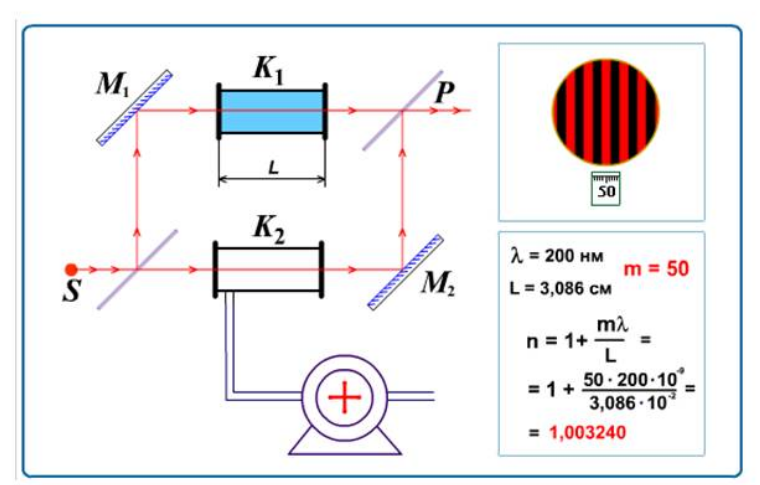 M₁
K₁
P
L
K₂
S
M₂
50
λ = 200 нм
m = 50
L = 3,086 см
n = 1+ mλ/L =
= 1 + 50 · 200·10⁻⁹ / 3,086 · 10⁻² =
= 1,003240